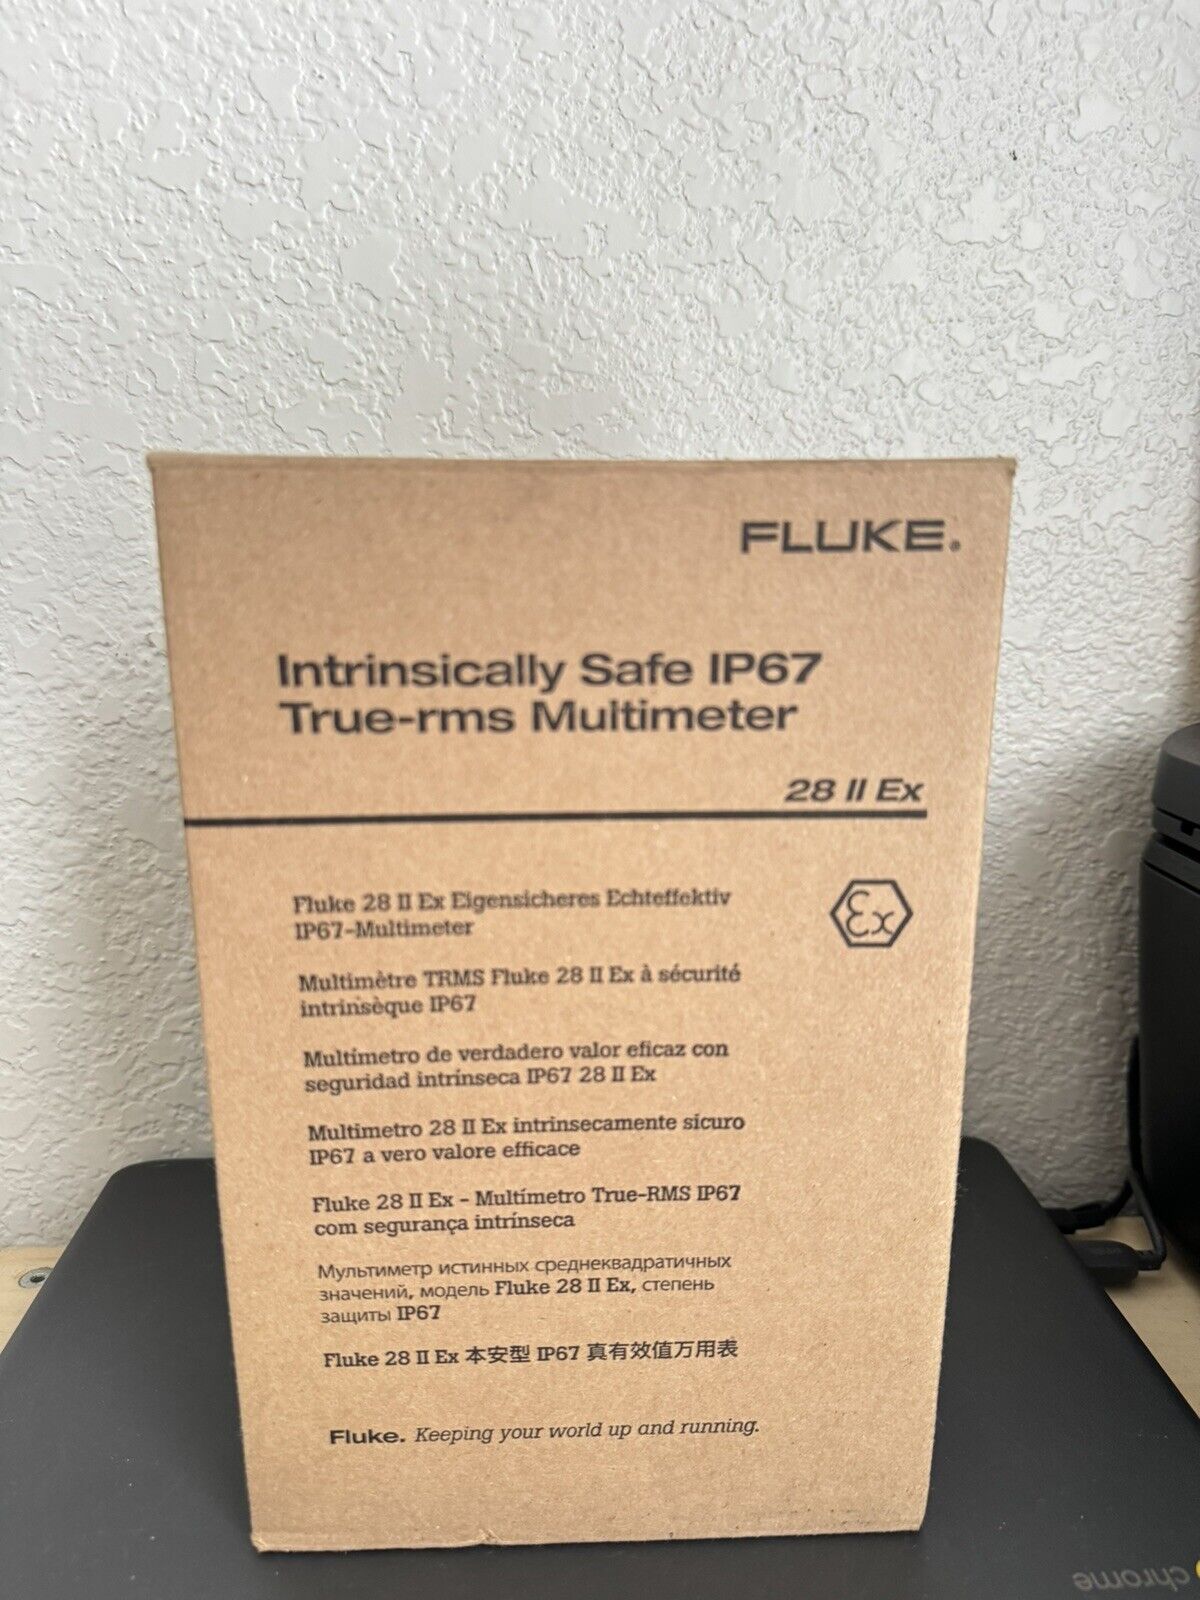 FLUKE®
Intrinsically Safe IP67
True-rms Multimeter
28 II Ex
Fluke 28 II Ex Eigensicheres Echteffektiv
IP67-Multimeter
Ex
Multimètre TRMS Fluke 28 II Ex à sécurité
intrinsèque IP67
Multímetro de verdadero valor eficaz con
seguridad intrínseca IP67 28 II Ex
Multimetro 28 II Ex intrinsecamente sicuro
IP67 a vero valore efficace
Fluke 28 II Ex - Multímetro True-RMS IP67
com segurança intrínseca
Мультиметр истинных среднеквадратичных
значений, модель Fluke 28 II Ex, степень
защиты IP67
Fluke 28 II Ex 本安型 IP67 真有效值万用表
Fluke. Keeping your world up and running.
chrome